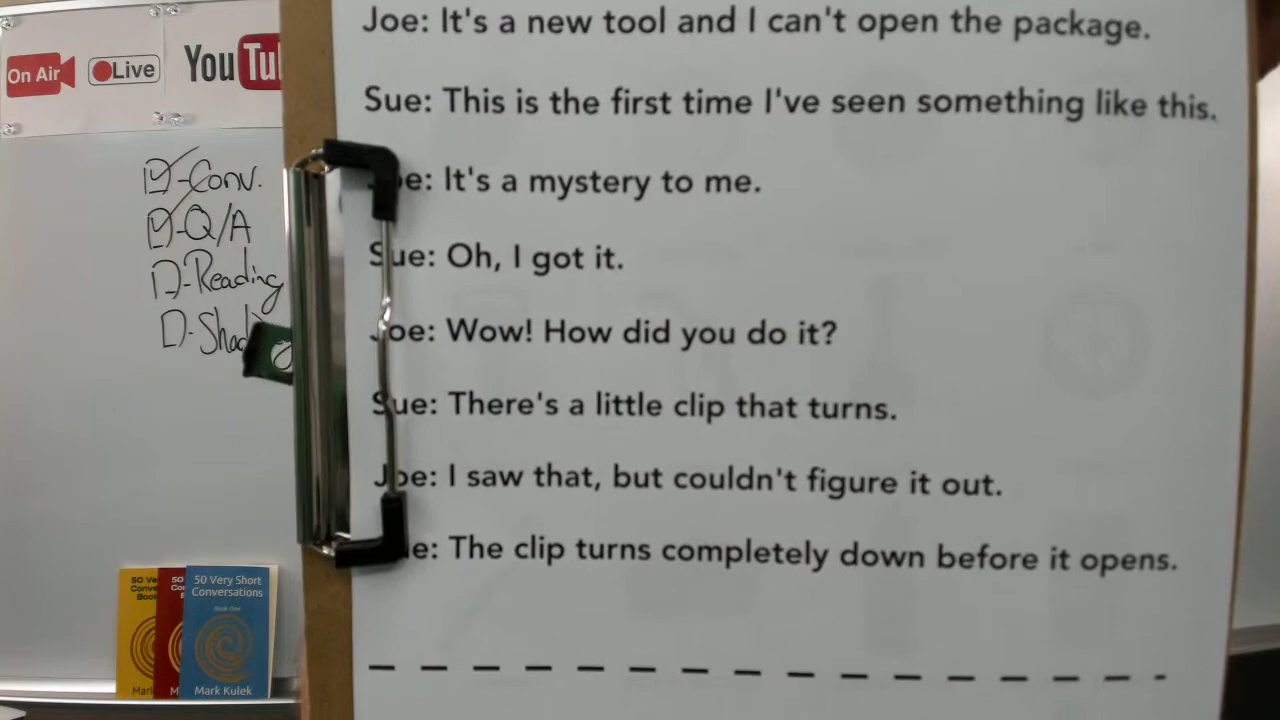 On Air
Live
YouTu
Conv.
Q/A
Reading
Joe: It's a new tool and I can't open the package.
Sue: This is the first time I've seen something like this.
Joe: It's a mystery to me.
Sue: Oh, I got it.
Joe: Wow! How did you do it?
Sue: There's a little clip that turns.
Joe: I saw that, but couldn't figure it out.
Sue: The clip turns completely down before it opens.
50 Very Short
Conversations
Book One
Mark Kulek